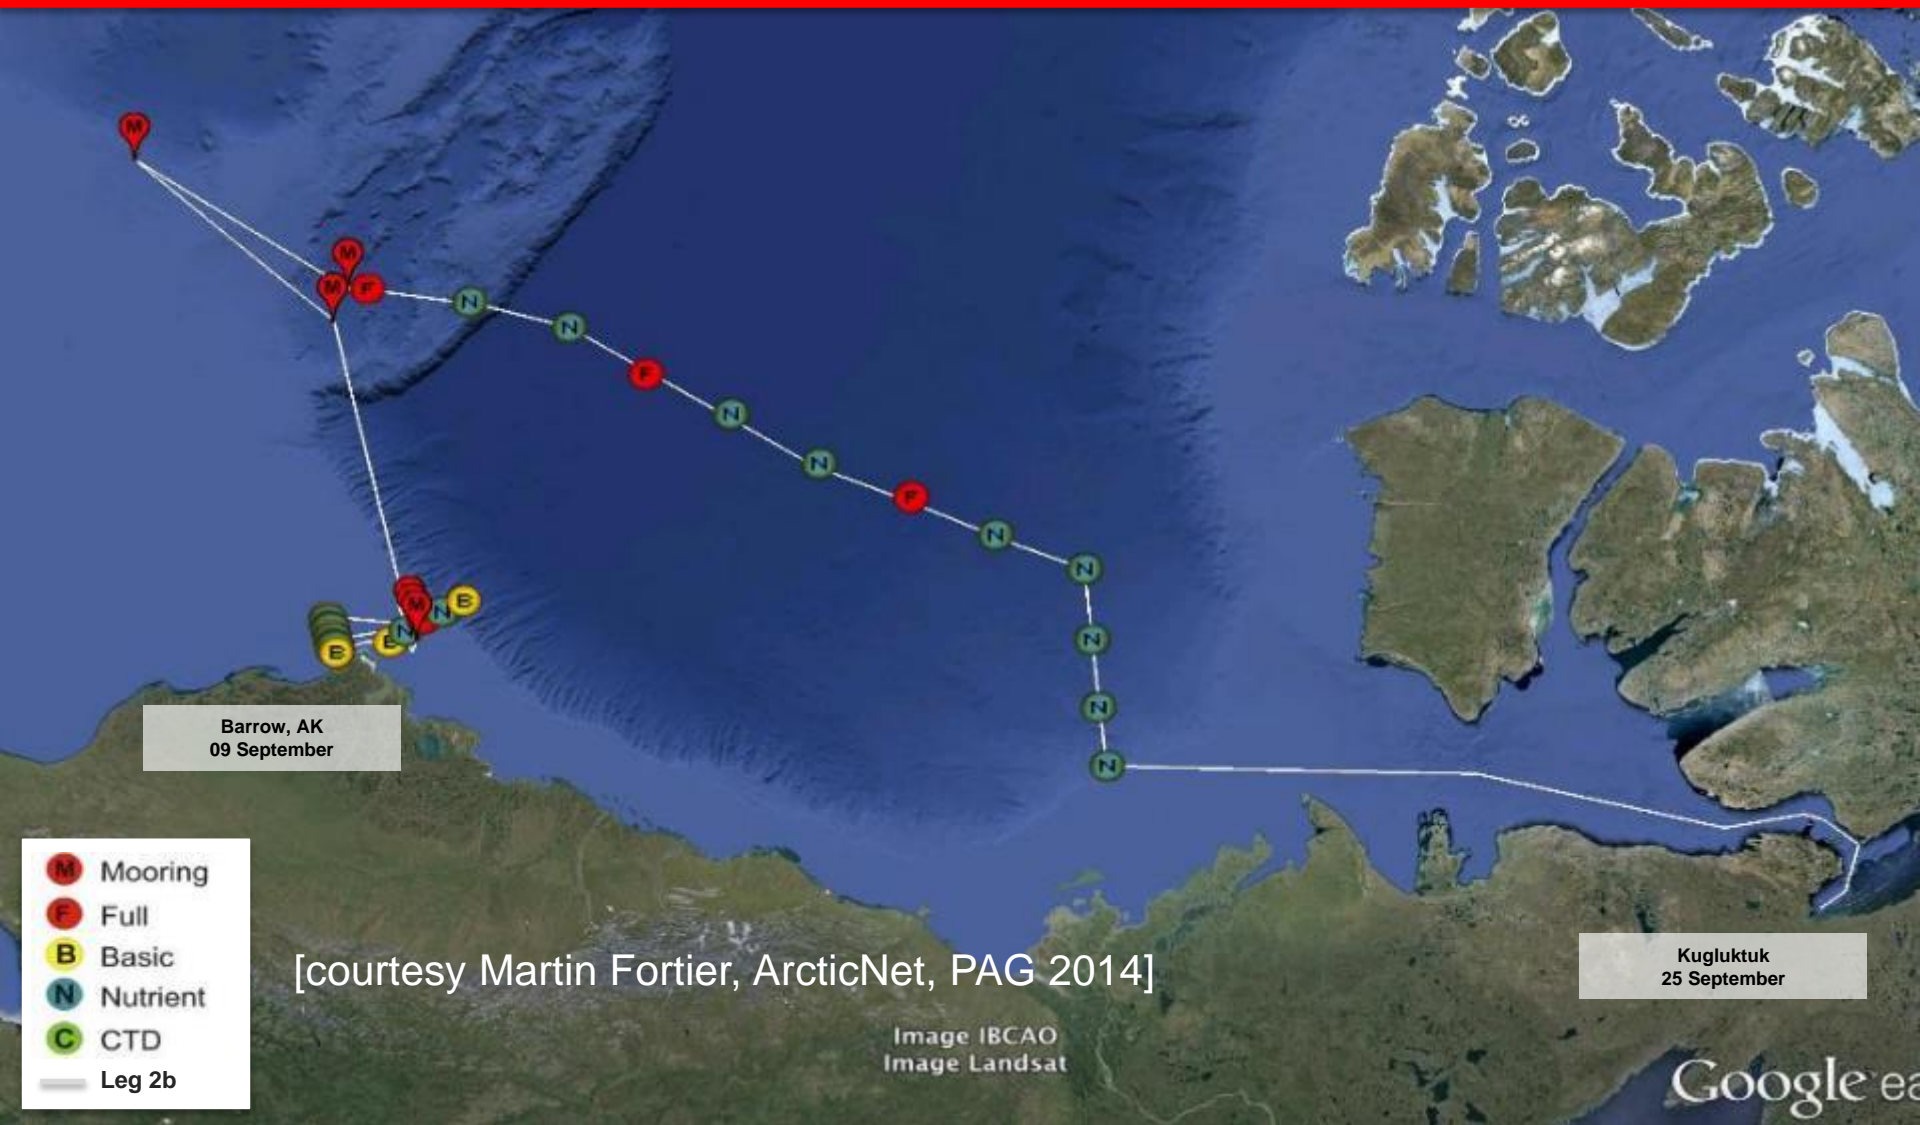 M
M
M
F
N
N
F
N
N
F
N
N
N
N
N
M
N
B
N
B
B
Barrow, AK
09 September
M Mooring
F Full
B Basic
N Nutrient
C CTD
Leg 2b
[courtesy Martin Fortier, ArcticNet, PAG 2014]
Kugluktuk
25 September
Image IBCAO
Image Landsat
Google ea